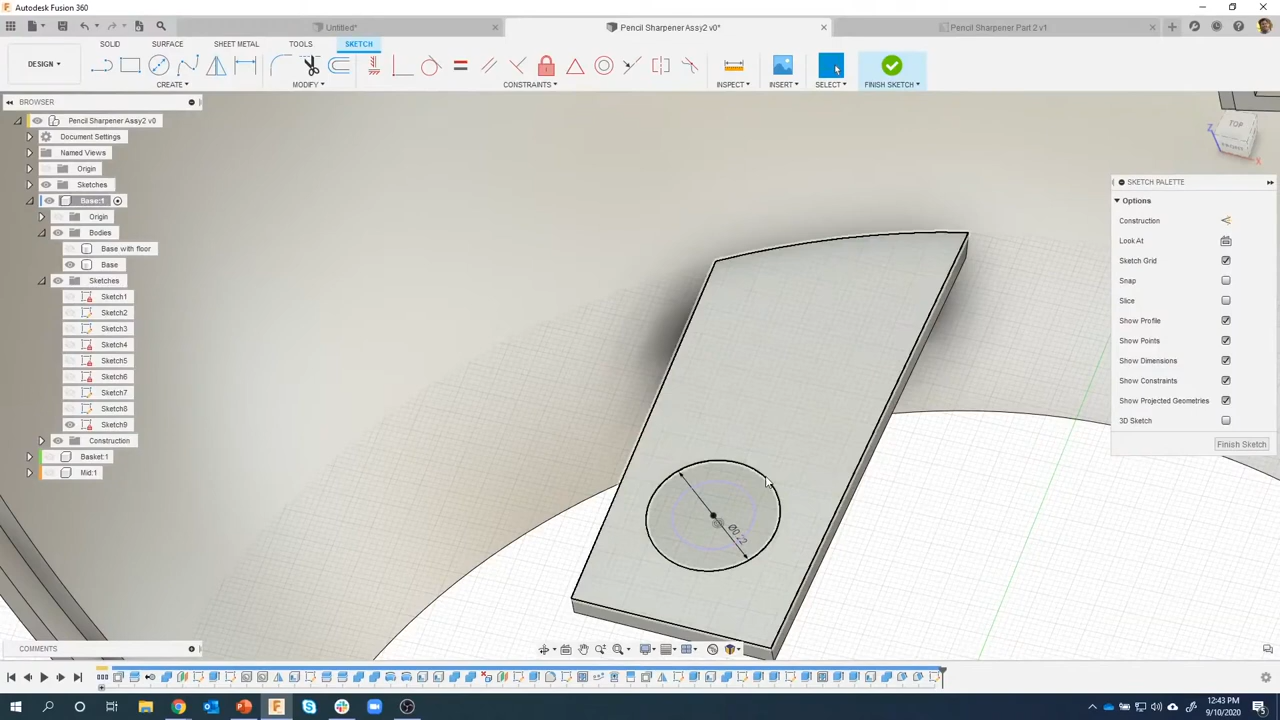 Autodesk Fusion 360
Untitled*
Pencil Sharpener Assy2 v0*
Pencil Sharpener Part 2 v1
SOLID
SURFACE
SHEET METAL
TOOLS
SKETCH
DESIGN
CREATE
MODIFY
CONSTRAINTS
INSPECT
INSERT
SELECT
FINISH SKETCH
BROWSER
Pencil Sharpener Assy2 v0
Document Settings
Named Views
Origin
Sketches
Base:1
Origin
Bodies
Base with floor
Base
Sketches
Sketch1
Sketch2
Sketch3
Sketch4
Sketch5
Sketch6
Sketch7
Sketch8
Sketch9
Construction
Basket:1
Mid:1
TOP
Z
X
SKETCH PALETTE
Options
Construction
Look At
Sketch Grid
Snap
Slice
Show Profile
Show Points
Show Dimensions
Show Constraints
Show Projected Geometries
3D Sketch
Finish Sketch
Ø0.22
COMMENTS
12:43 PM
9/10/2020